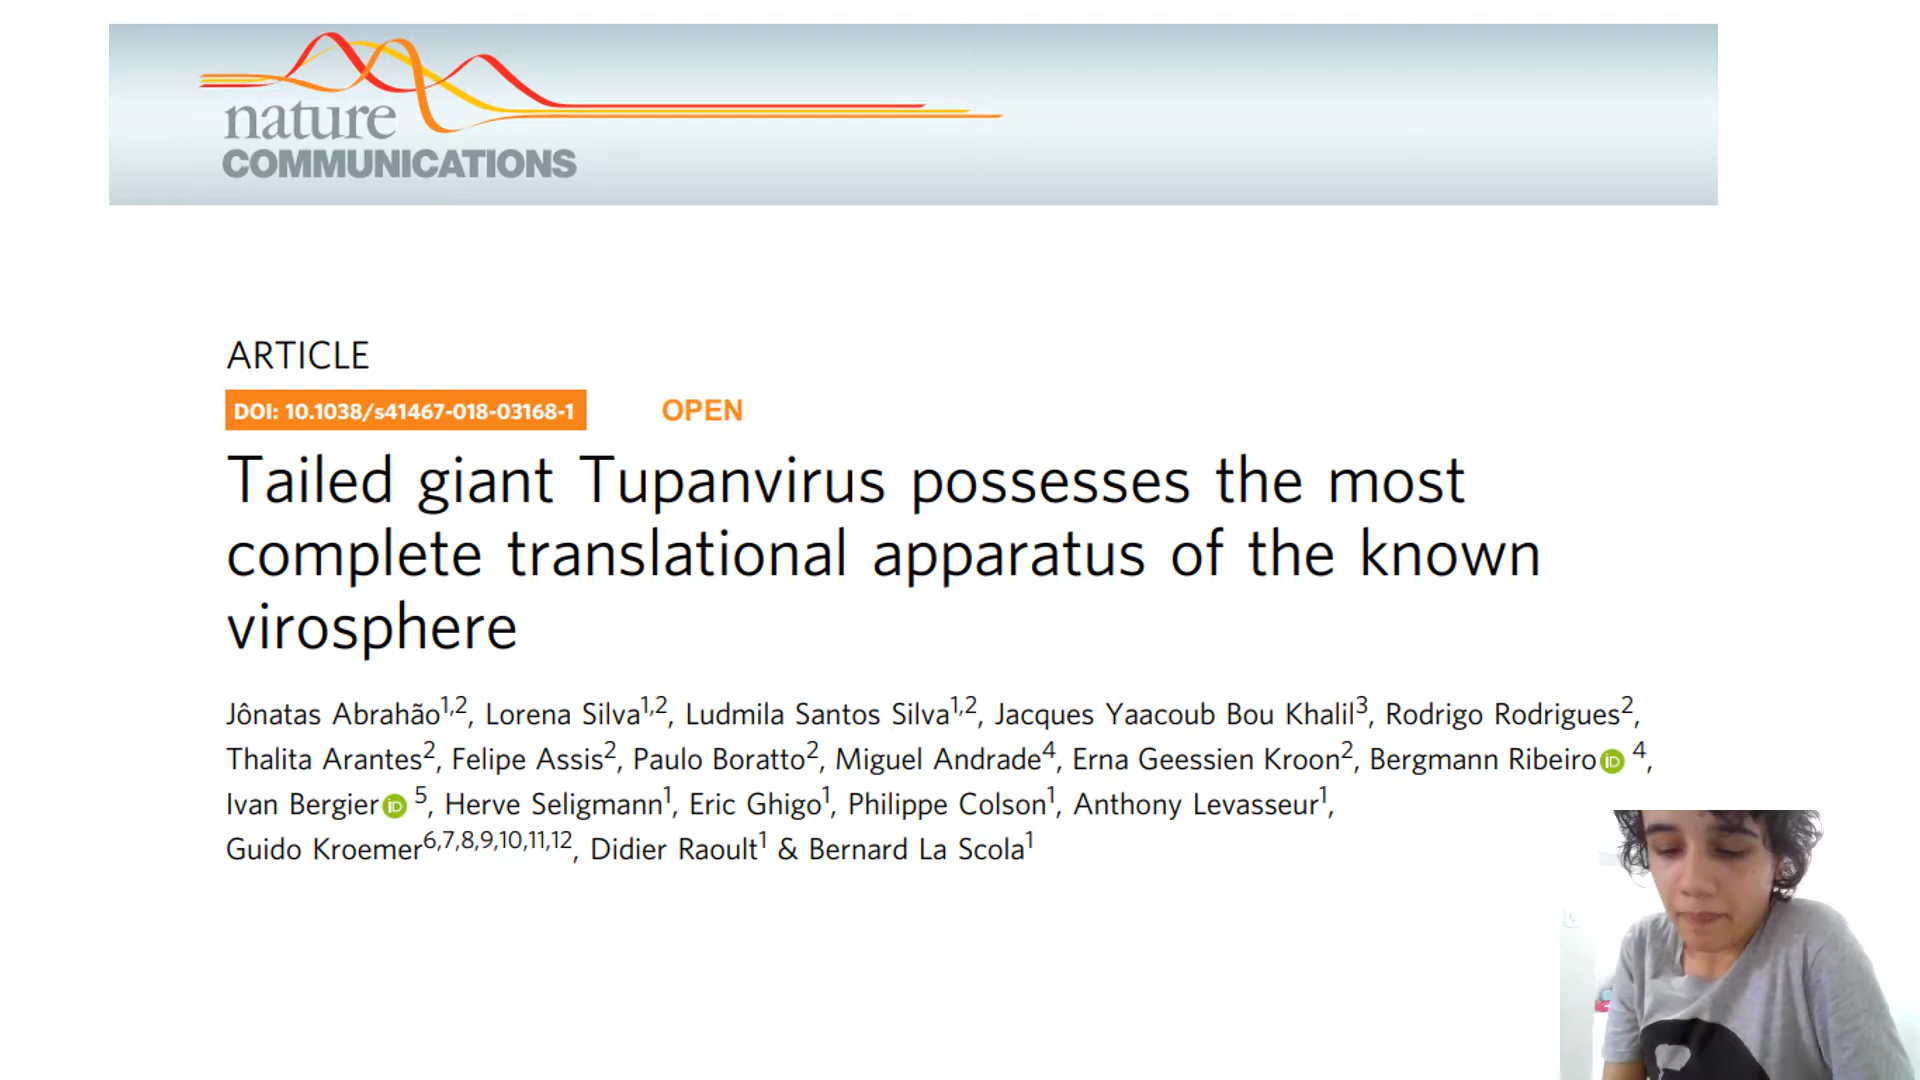 nature
COMMUNICATIONS
ARTICLE
DOI: 10.1038/s41467-018-03168-1 OPEN
Tailed giant Tupanvirus possesses the most
complete translational apparatus of the known
virosphere
Jônatas Abrahão1,2, Lorena Silva1,2, Ludmila Santos Silva1,2, Jacques Yaacoub Bou Khalil3, Rodrigo Rodrigues2,
Thalita Arantes2, Felipe Assis2, Paulo Boratto2, Miguel Andrade4, Erna Geessien Kroon2, Bergmann Ribeiro iD 4,
Ivan Bergier iD 5, Herve Seligmann1, Eric Ghigo1, Philippe Colson1, Anthony Levasseur1,
Guido Kroemer6,7,8,9,10,11,12, Didier Raoult1 & Bernard La Scola1